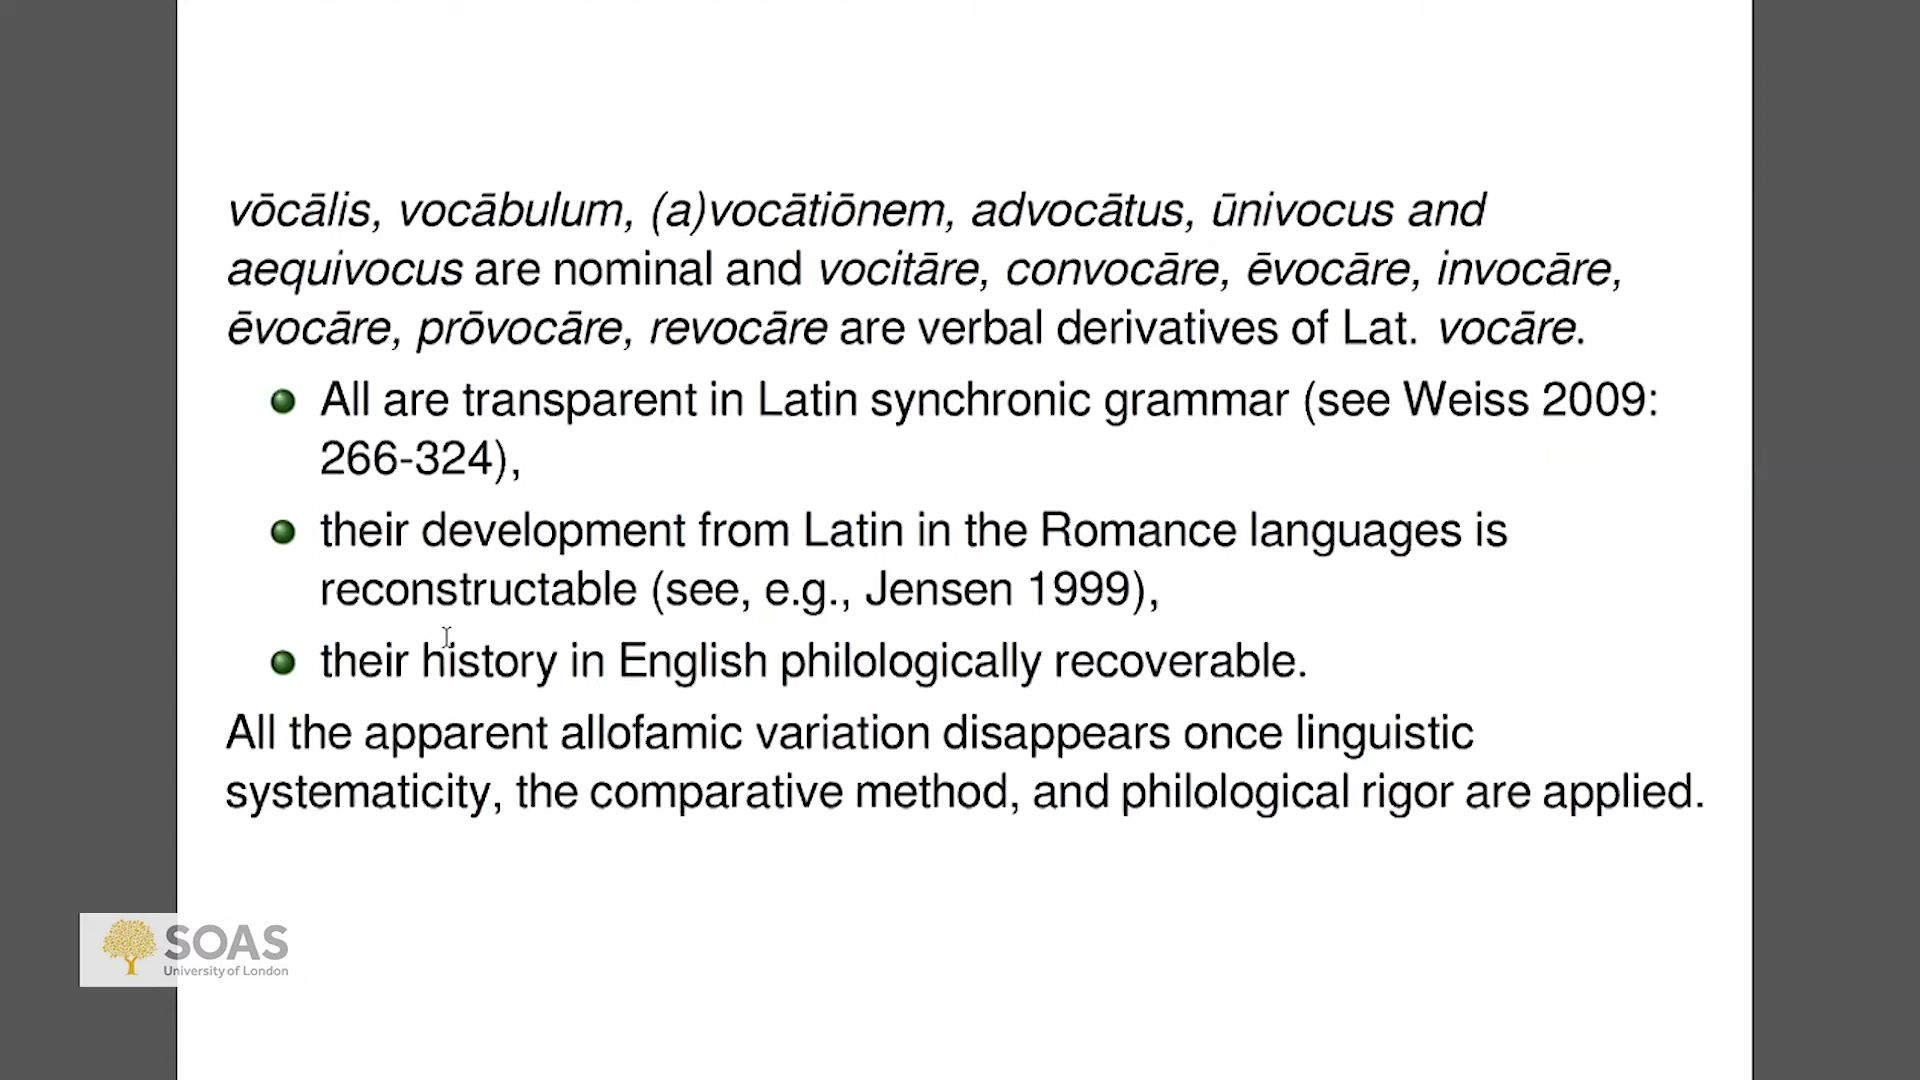 vōcālis, vocābulum, (a)vocātiōnem, advocātus, ūnivocus and
aequivocus are nominal and vocitāre, convocāre, ēvocāre, invocāre,
ēvocāre, prōvocāre, revocāre are verbal derivatives of Lat. vocāre.
All are transparent in Latin synchronic grammar (see Weiss 2009:
266-324),
their development from Latin in the Romance languages is
reconstructable (see, e.g., Jensen 1999),
their history in English philologically recoverable.
All the apparent allofamic variation disappears once linguistic
systematicity, the comparative method, and philological rigor are applied.
SOAS
University of London